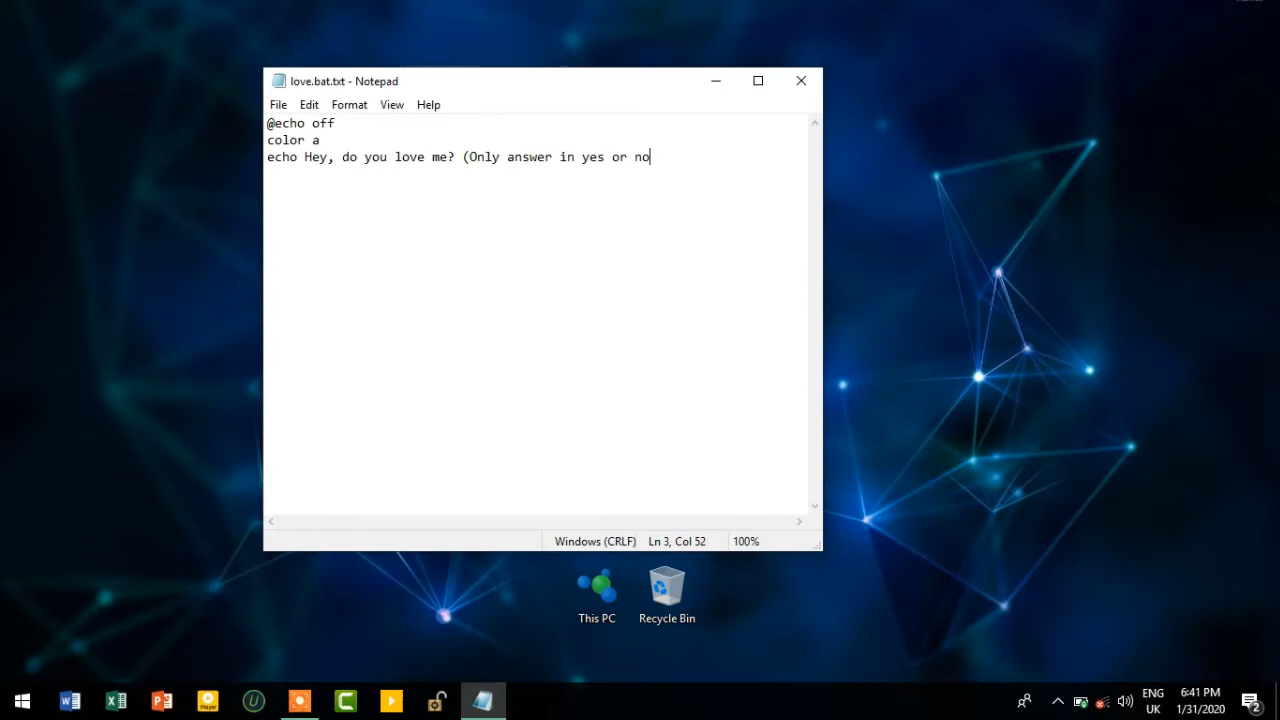 love.bat.txt - Notepad
File Edit Format View Help
@echo off
color a
echo Hey, do you love me? (Only answer in yes or no
Windows (CRLF) Ln 3, Col 52 100%
This PC Recycle Bin
ENG 6:41 PM
UK 1/31/2020 2